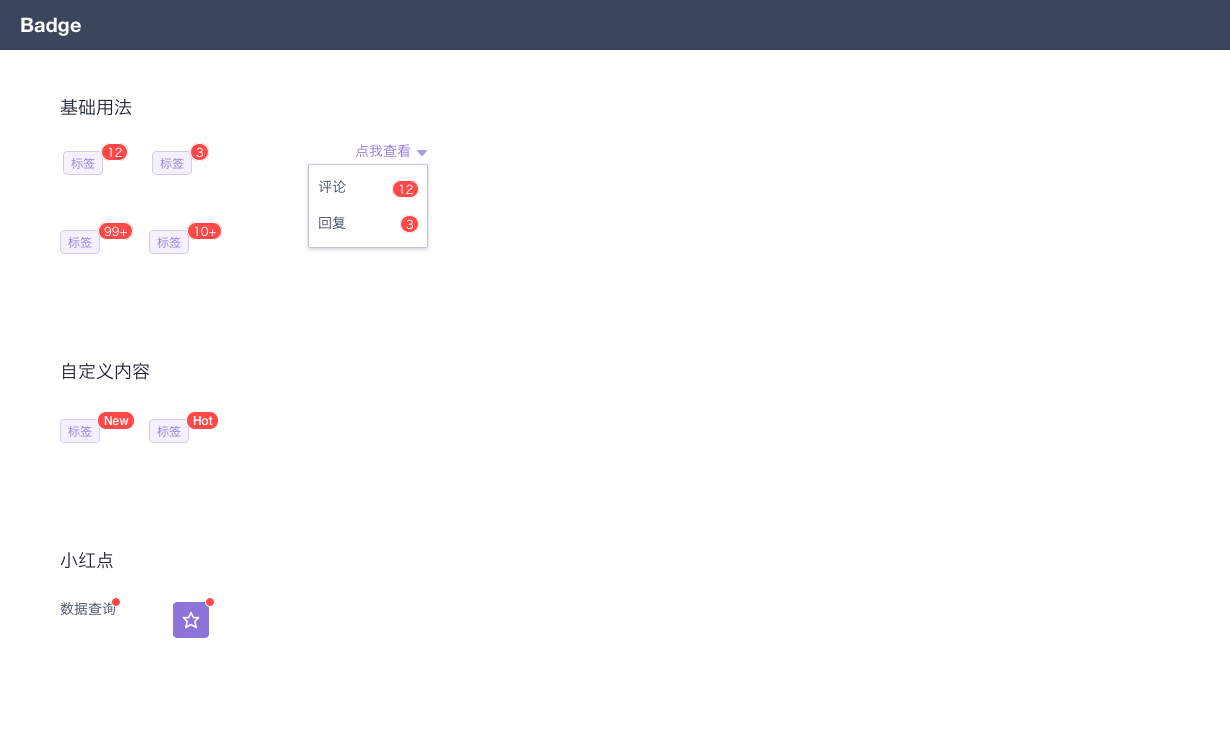 Badge
基础用法
标签 12 标签 3
点我查看
评论 12
回复 3
标签 99+ 标签 10+
自定义内容
标签 New 标签 Hot
小红点
数据查询